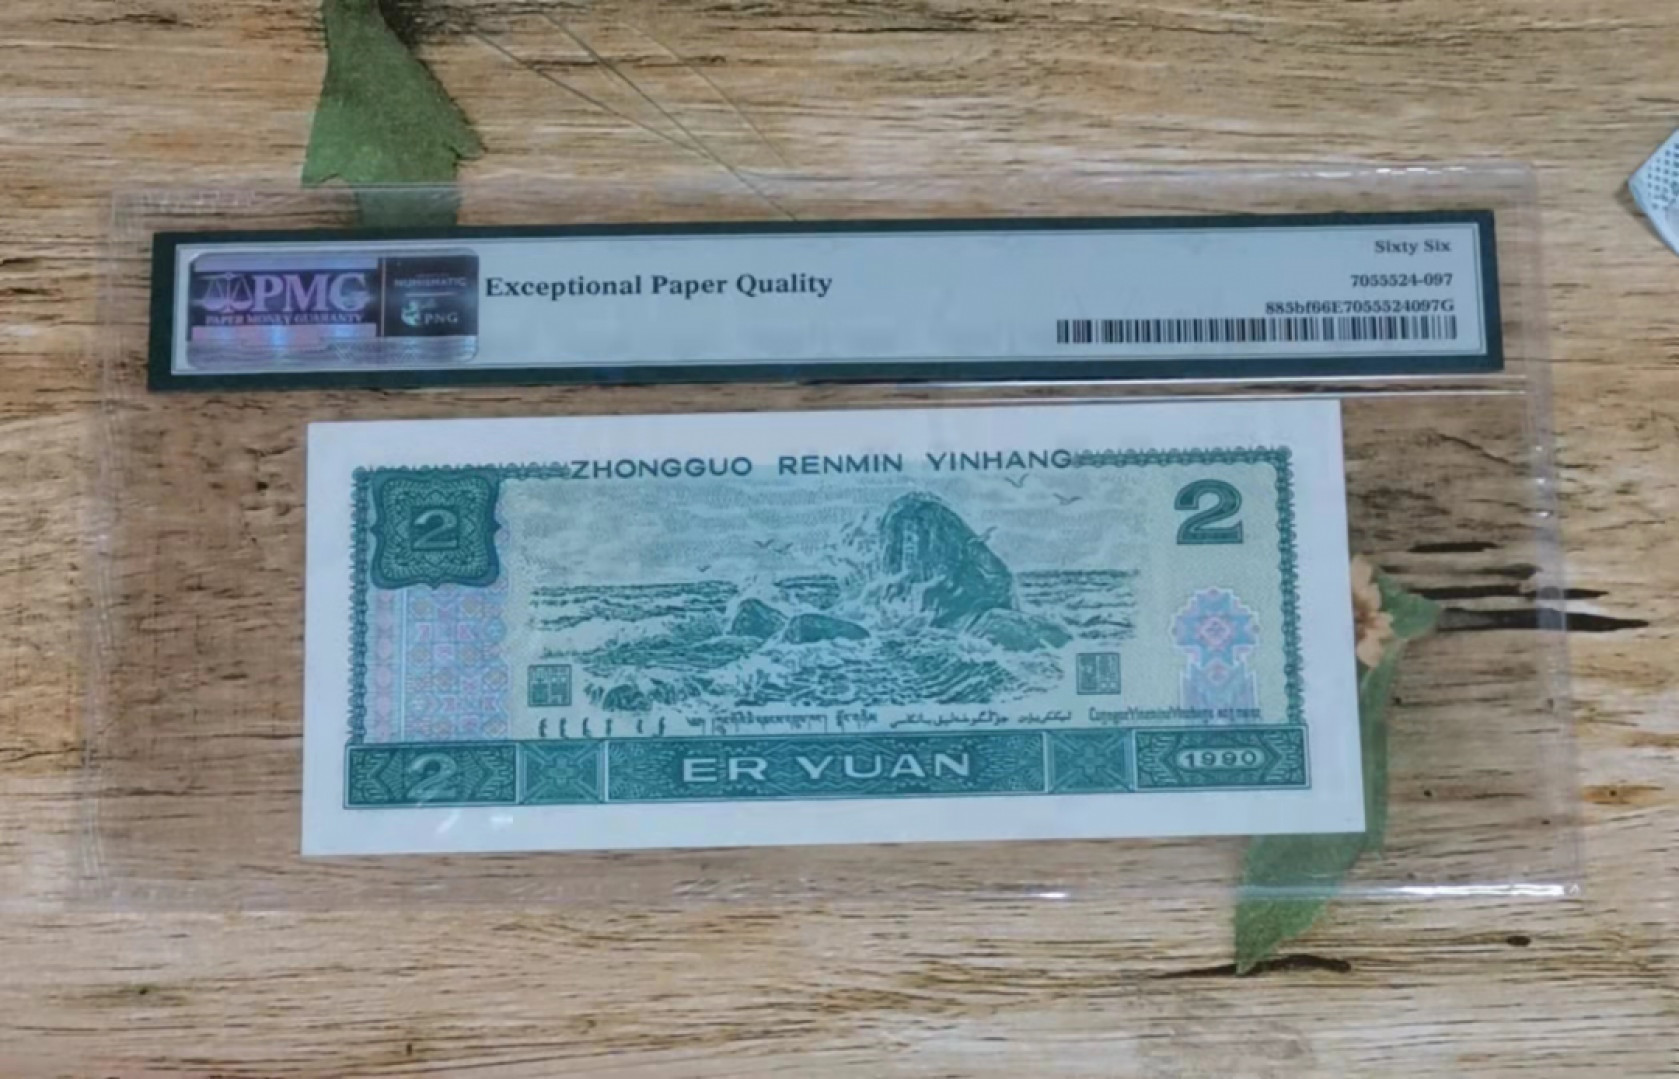 PMG
PAPER MONEY GUARANTY
NUMISMATIC
PNG
Exceptional Paper Quality
Sixty Six
7055524-097
885bf66E7055524097G
ZHONGGUO RENMIN YINHANG
2
2
2
ER YUAN
1990